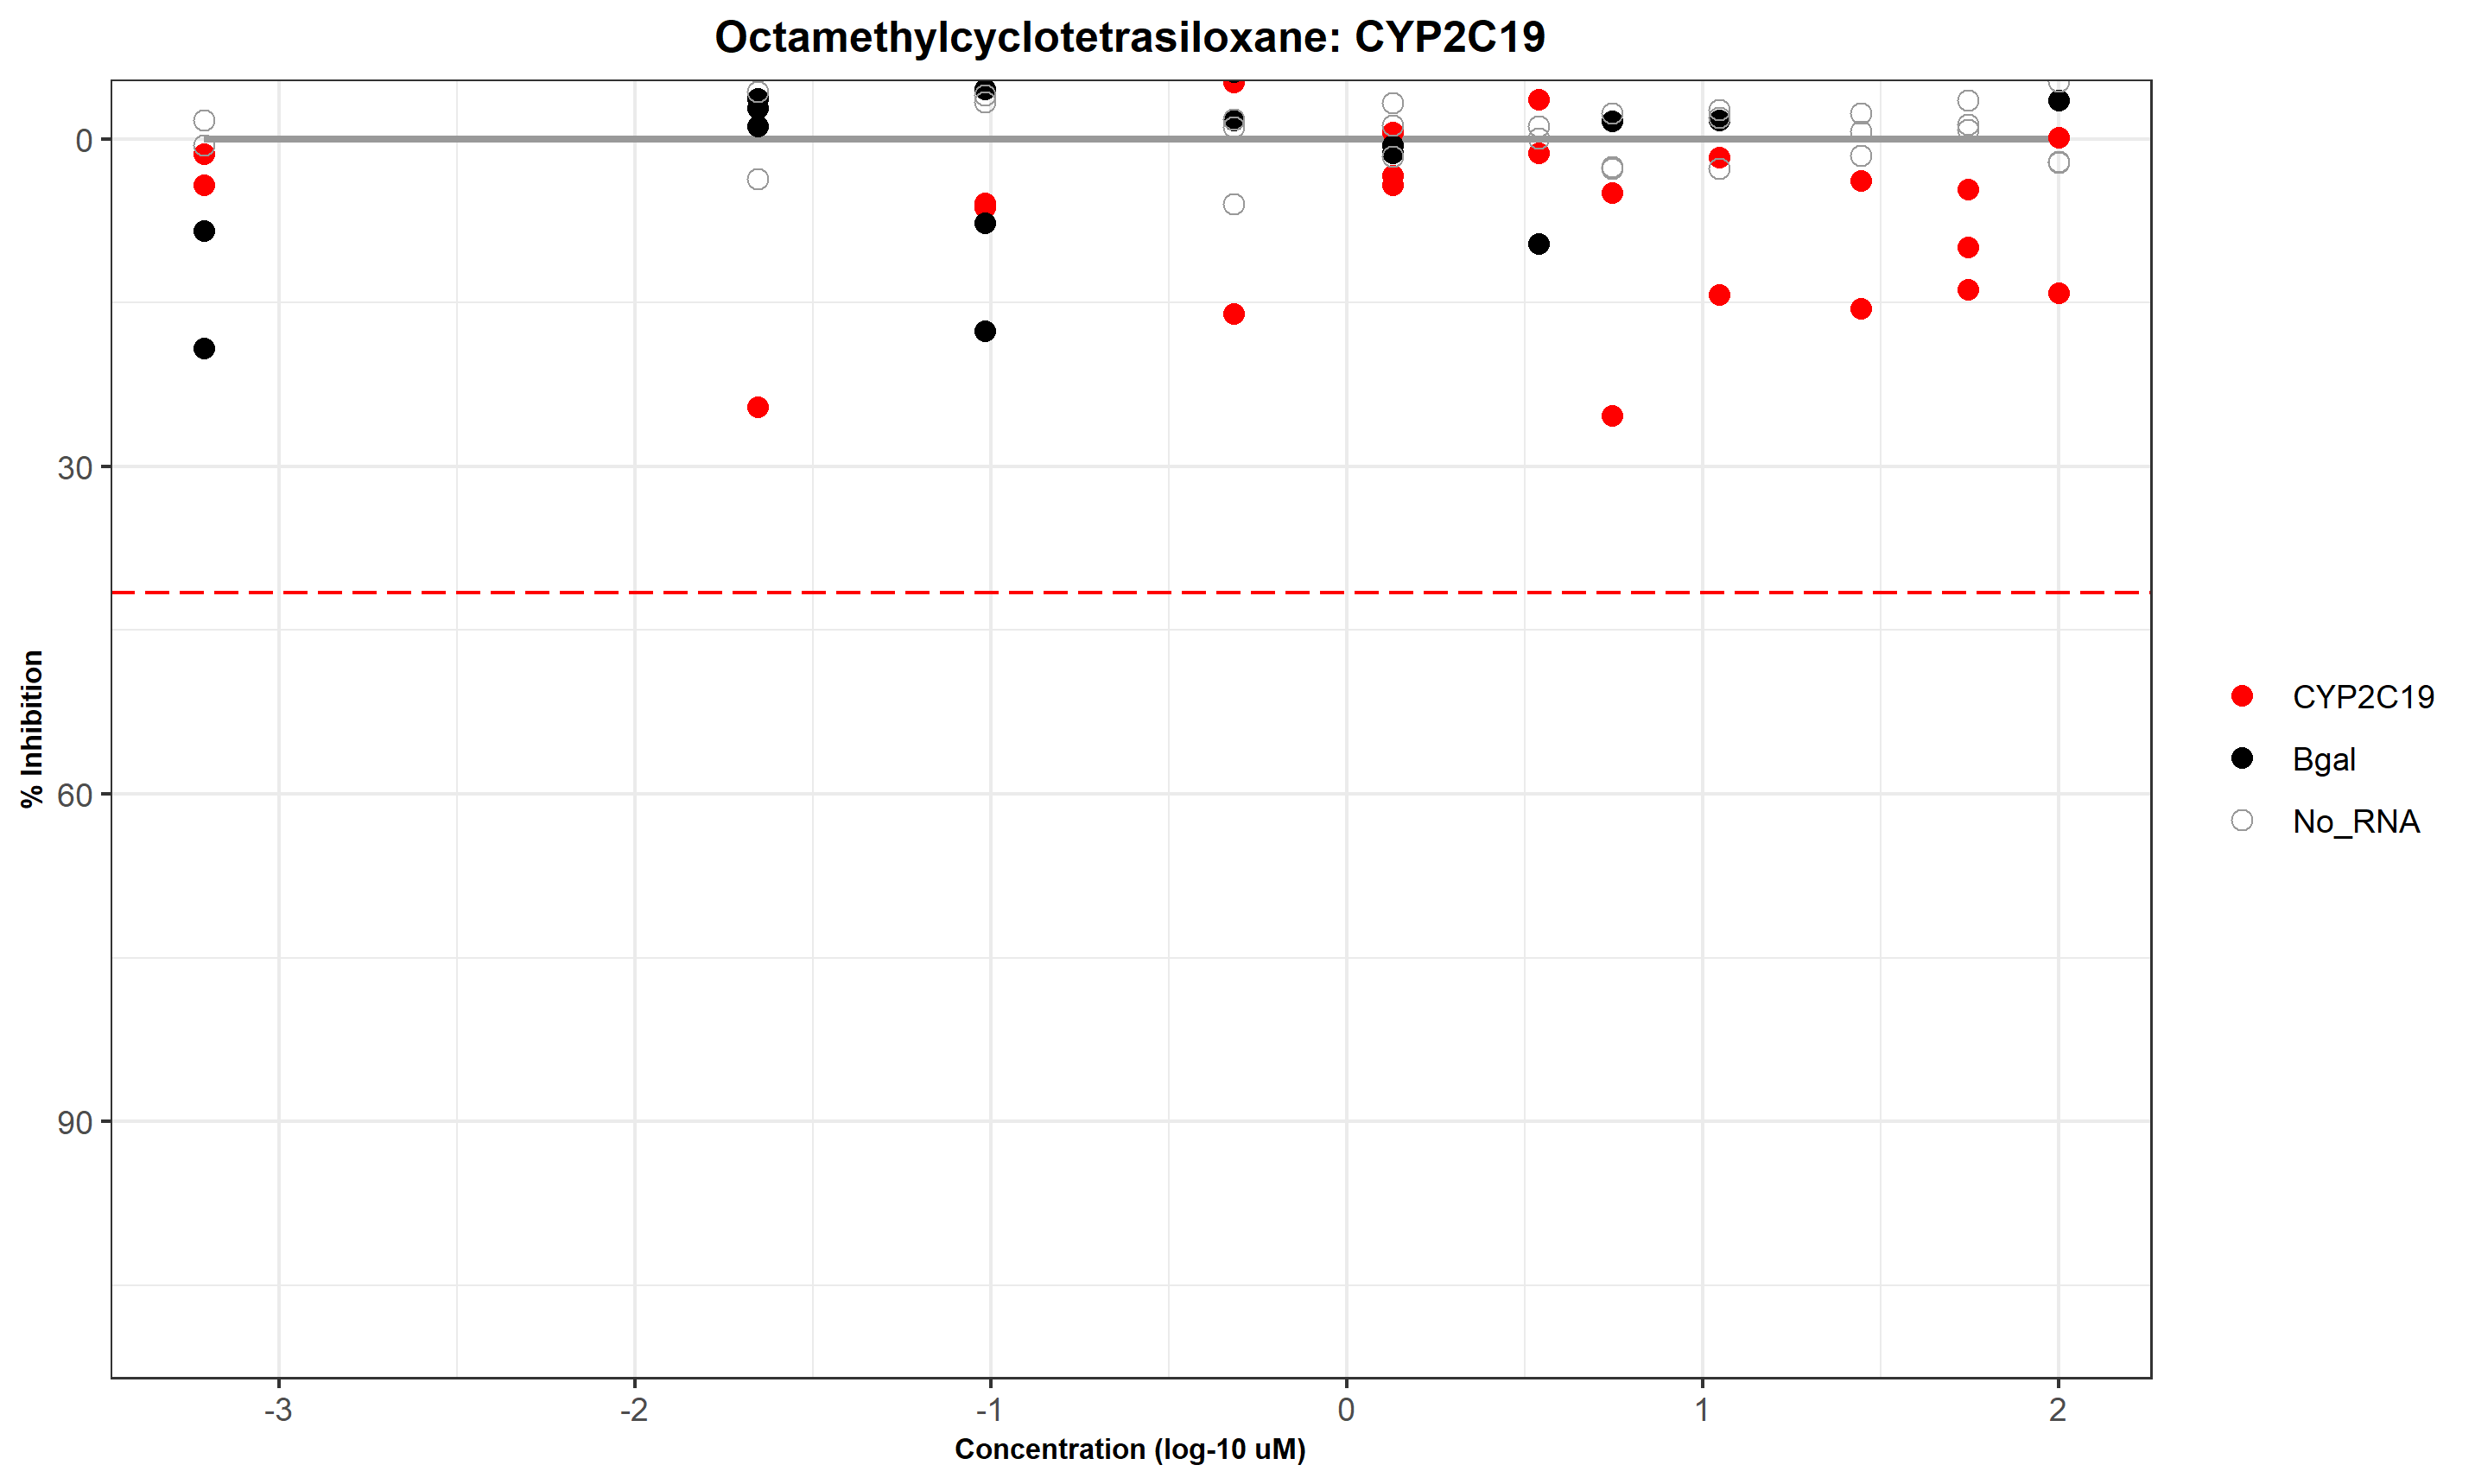 Octamethylcyclotetrasiloxane: CYP2C19
0
30
60
90
% Inhibition
-3
-2
-1
0
1
2
Concentration (log-10 uM)
CYP2C19
Bgal
No_RNA